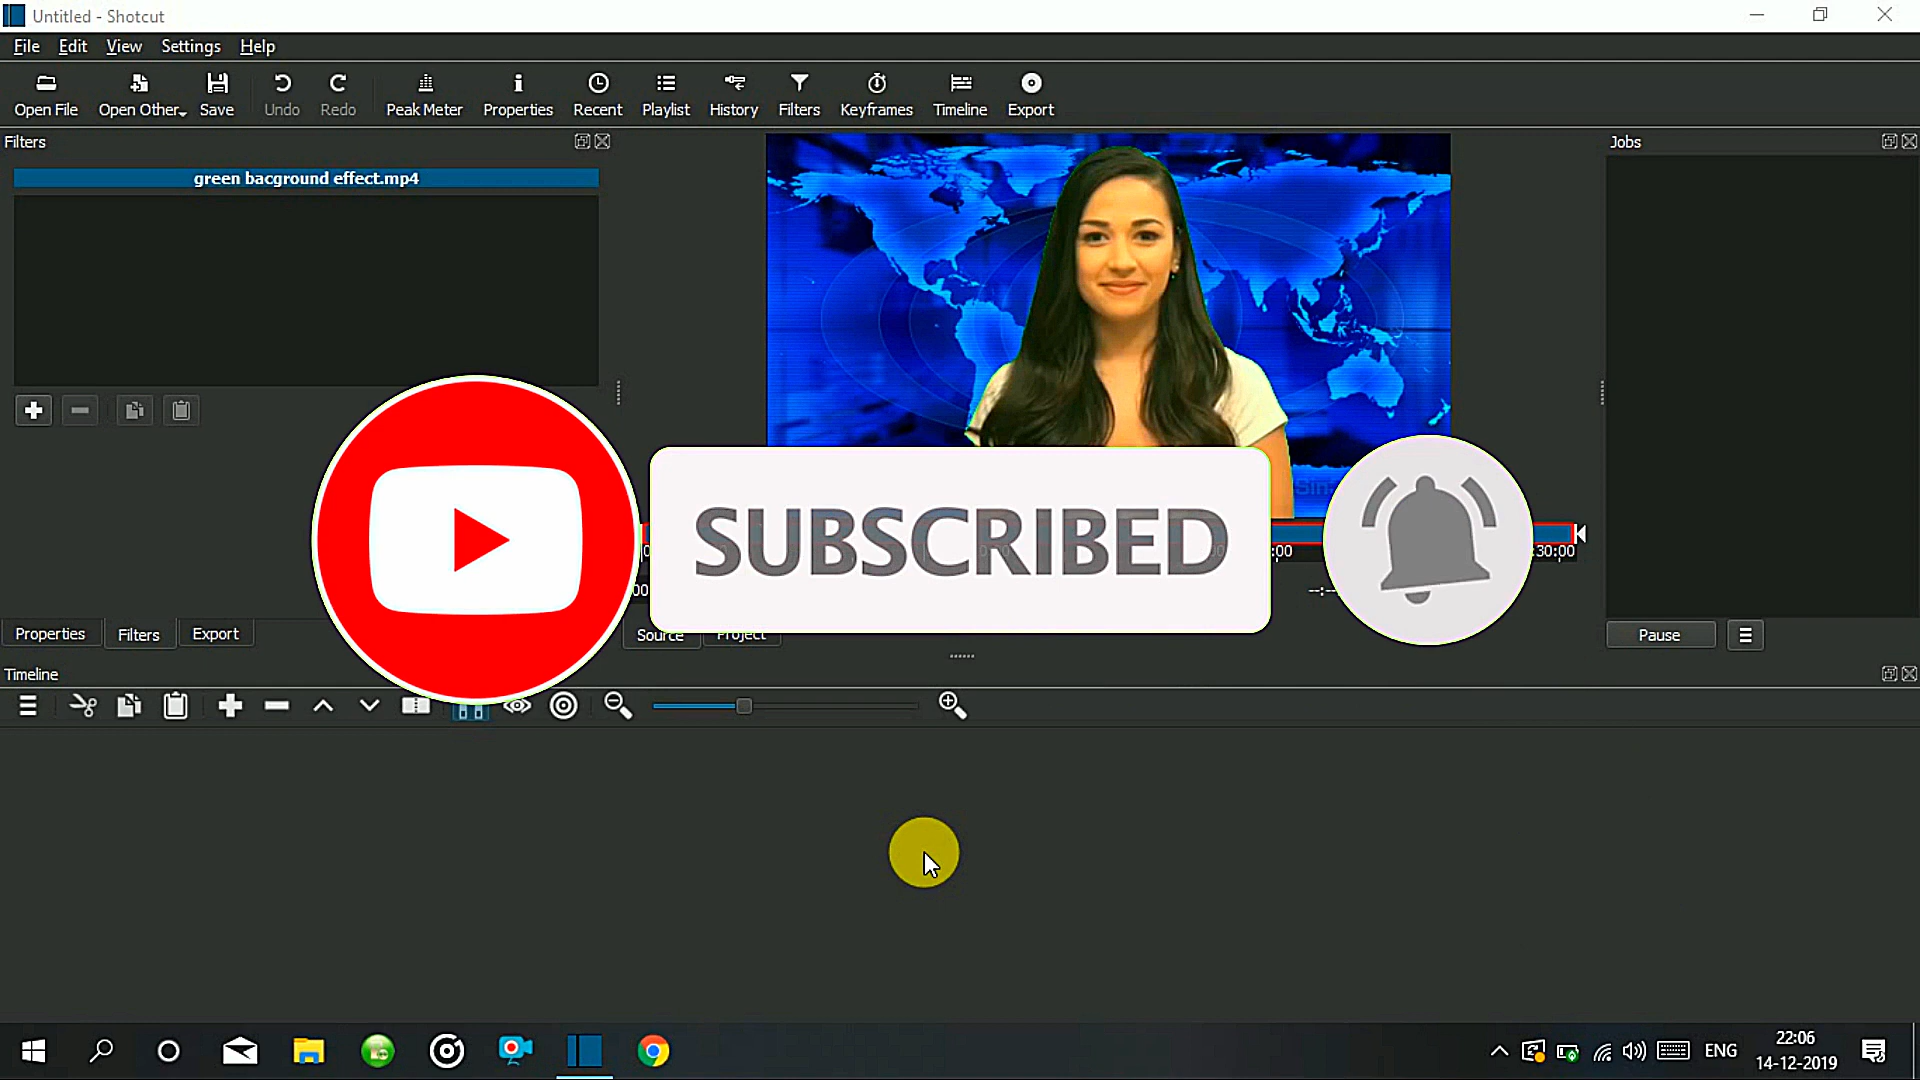 Untitled - Shotcut
File Edit View Settings Help
Open File Open Other Save Undo Redo Peak Meter Properties Recent Playlist History Filters Keyframes Timeline Export
Filters
Jobs
green bacground effect.mp4
SUBSCRIBED
:00
:30:00
Properties Filters Export
Source Project
Pause
Timeline
ENG
22:06
14-12-2019